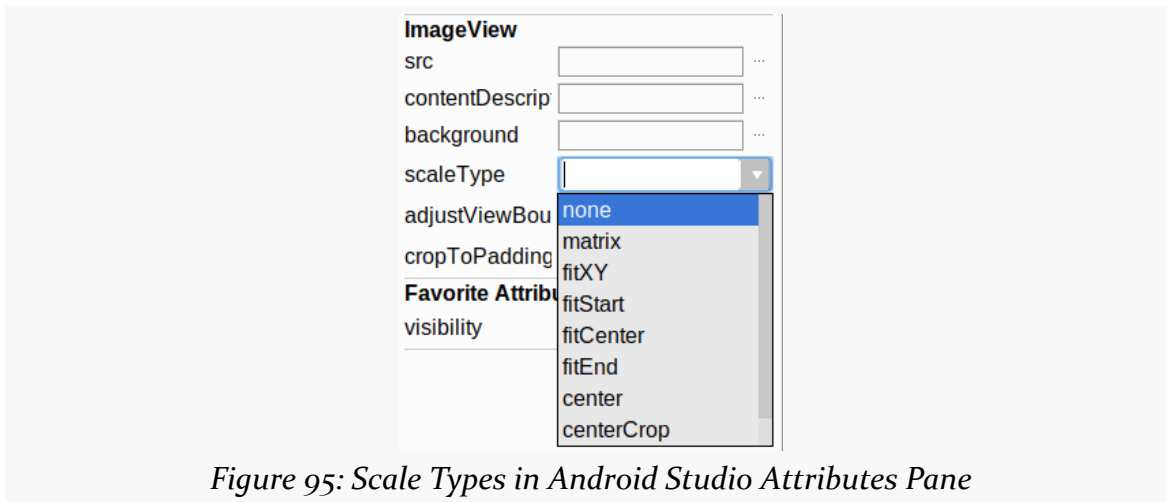 ImageView
src ...
contentDescrip ...
background ...
scaleType
adjustViewBou none
matrix
cropToPadding
fitXY
Favorite Attribu
fitStart
visibility
fitCenter
fitEnd
center
centerCrop
Figure 95: Scale Types in Android Studio Attributes Pane